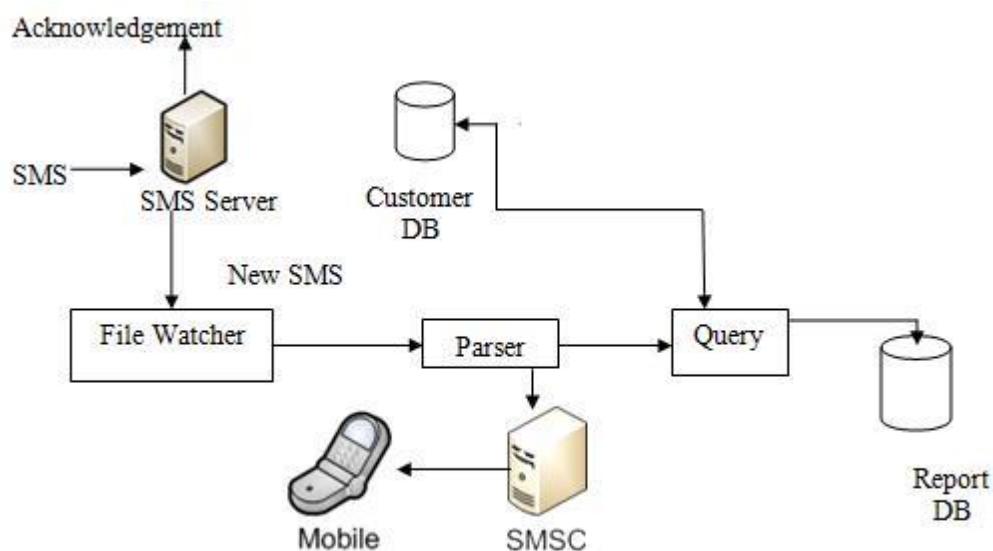 Acknowledgement
SMS
SMS Server
Customer
DB
New SMS
File Watcher
Parser
Query
Mobile
SMSC
Report
DB